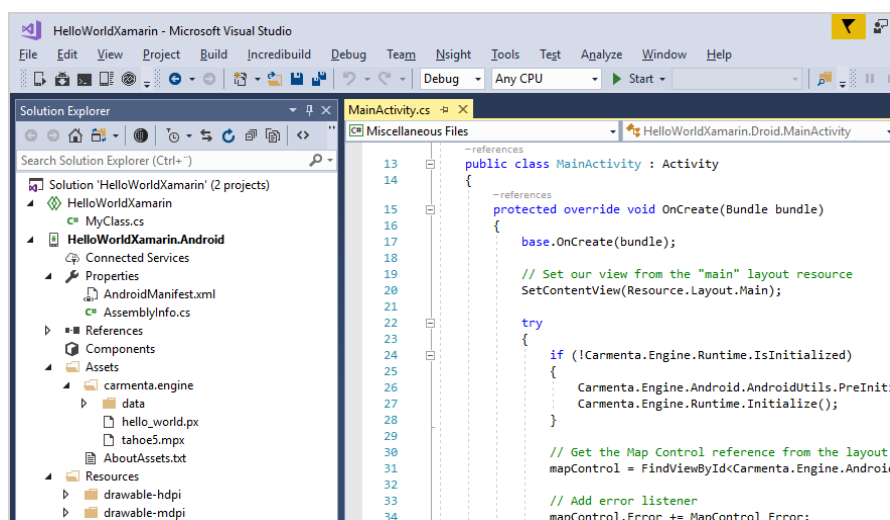 HelloWorldXamarin - Microsoft Visual Studio
File Edit View Project Build Incredibuild Debug Team Nsight Tools Test Analyze Window Help
Debug Any CPU Start
Solution Explorer
Search Solution Explorer (Ctrl+¨)
Solution 'HelloWorldXamarin' (2 projects)
HelloWorldXamarin
C# MyClass.cs
HelloWorldXamarin.Android
Connected Services
Properties
AndroidManifest.xml
C# AssemblyInfo.cs
References
Components
Assets
carmenta.engine
data
hello_world.px
tahoe5.mpx
AboutAssets.txt
Resources
drawable-hdpi
drawable-mdpi
MainActivity.cs
C# Miscellaneous Files HelloWorldXamarin.Droid.MainActivity
-references
13 public class MainActivity : Activity
14 {
-references
15 protected override void OnCreate(Bundle bundle)
16 {
17 base.OnCreate(bundle);
18
19 // Set our view from the "main" layout resource
20 SetContentView(Resource.Layout.Main);
21
22 try
23 {
24 if (!Carmenta.Engine.Runtime.IsInitialized)
25 {
26 Carmenta.Engine.Android.AndroidUtils.PreIniti
27 Carmenta.Engine.Runtime.Initialize();
28 }
29
30 // Get the Map Control reference from the layout
31 mapControl = FindViewById<Carmenta.Engine.Androi
32
33 // Add error listener
34 mapControl.Error += MapControl_Error;